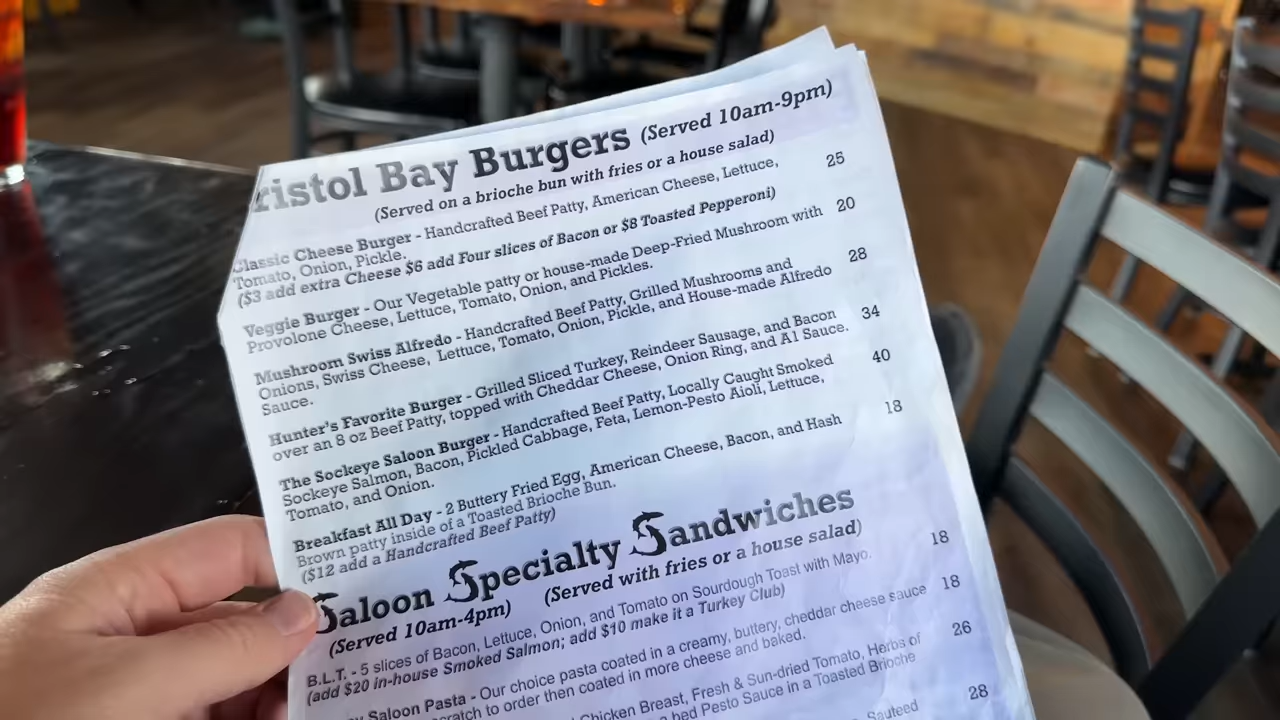 ristol Bay Burgers (Served 10am-9pm)
(Served on a brioche bun with fries or a house salad)
Classic Cheese Burger - Handcrafted Beef Patty, American Cheese, Lettuce, 25
Tomato, Onion, Pickle.
($3 add extra Cheese $6 add Four slices of Bacon or $8 Toasted Pepperoni)
Veggie Burger - Our Vegetable patty or house-made Deep-Fried Mushroom with 20
Provolone Cheese, Lettuce, Tomato, Onion, and Pickles.
Mushroom Swiss Alfredo - Handcrafted Beef Patty, Grilled Mushrooms and 28
Onions, Swiss Cheese, Lettuce, Tomato, Onion, Pickle, and House-made Alfredo
Sauce.
Hunter's Favorite Burger - Grilled Sliced Turkey, Reindeer Sausage, and Bacon 34
over an 8 oz Beef Patty, topped with Cheddar Cheese, Onion Ring, and A1 Sauce.
The Sockeye Saloon Burger - Handcrafted Beef Patty, Locally Caught Smoked 40
Sockeye Salmon, Bacon, Pickled Cabbage, Feta, Lemon-Pesto Aioli, Lettuce,
Tomato, and Onion.
Breakfast All Day - 2 Buttery Fried Egg, American Cheese, Bacon, and Hash 18
Brown patty inside of a Toasted Brioche Bun.
($12 add a Handcrafted Beef Patty)
Saloon Specialty Sandwiches
(Served 10am-4pm) (Served with fries or a house salad)
B.L.T. - 5 slices of Bacon, Lettuce, Onion, and Tomato on Sourdough Toast with Mayo. 18
(add $20 in-house Smoked Salmon; add $10 make it a Turkey Club)
Saloon Pasta - Our choice pasta coated in a creamy, buttery, cheddar cheese sauce 18
to order then coated in more cheese and baked.
Chicken Breast, Fresh & Sun-dried Tomato, Herbs of 26
Pesto Sauce in a Toasted Brioche
Sauteed 28